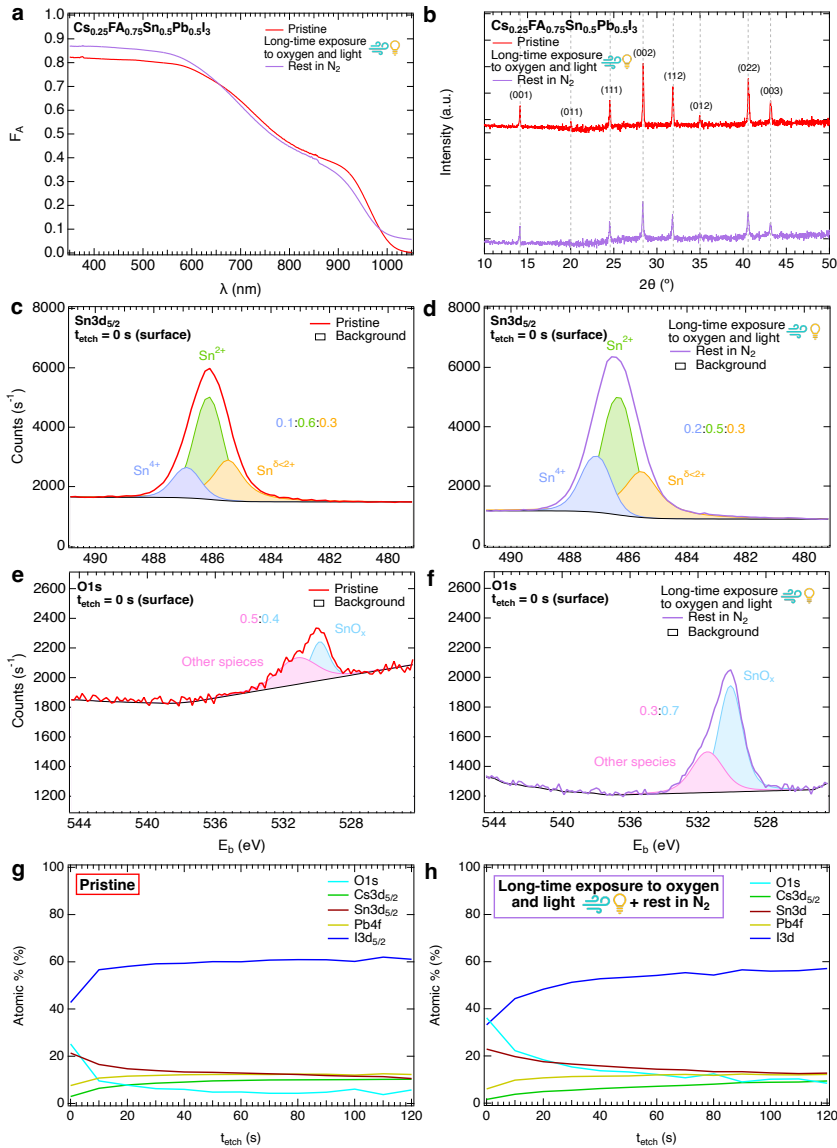 a
Cs0.25FA0.75Sn0.5Pb0.5I3
Pristine
Long-time exposure
to oxygen and light
Rest in N2
1.0
0.9
0.8
0.7
0.6
0.5
0.4
0.3
0.2
0.1
0.0
FA
400 500 600 700 800 900 1000
λ (nm)
b
Cs0.25FA0.75Sn0.5Pb0.5I3
Pristine
Long-time exposure
to oxygen and light
Rest in N2
(001) (011) (111) (002) (112) (012) (022) (003)
Intensity (a.u.)
10 15 20 25 30 35 40 45 50
2θ (º)
c
Sn3d5/2
tetch = 0 s (surface)
Pristine
Background
Sn2+
0.1:0.6:0.3
Sn4+
Snδ<2+
8000
6000
4000
2000
0
Counts (s-1)
490 488 486 484 482 480
d
Sn3d5/2
tetch = 0 s (surface)
Long-time exposure
to oxygen and light
Rest in N2
Background
Sn2+
0.2:0.5:0.3
Sn4+
Snδ<2+
8000
6000
4000
2000
0
490 488 486 484 482 480
e
O1s
tetch = 0 s (surface)
Pristine
Background
0.5:0.4
SnOx
Other spieces
2600
2400
2200
2000
1800
1600
1400
1200
Counts (s-1)
544 540 536 532 528
Eb (eV)
f
O1s
tetch = 0 s (surface)
Long-time exposure
to oxygen and light
Rest in N2
Background
SnOx
0.3:0.7
Other species
2600
2400
2200
2000
1800
1600
1400
1200
544 540 536 532 528
Eb (eV)
g
Pristine
O1s
Cs3d5/2
Sn3d5/2
Pb4f
I3d5/2
100
80
60
40
20
0
Atomic % (%)
0 20 40 60 80 100 120
tetch (s)
h
Long-time exposure to oxygen
and light + rest in N2
O1s
Cs3d5/2
Sn3d
Pb4f
I3d
100
80
60
40
20
0
Atomic % (%)
0 20 40 60 80 100 120
tetch (s)